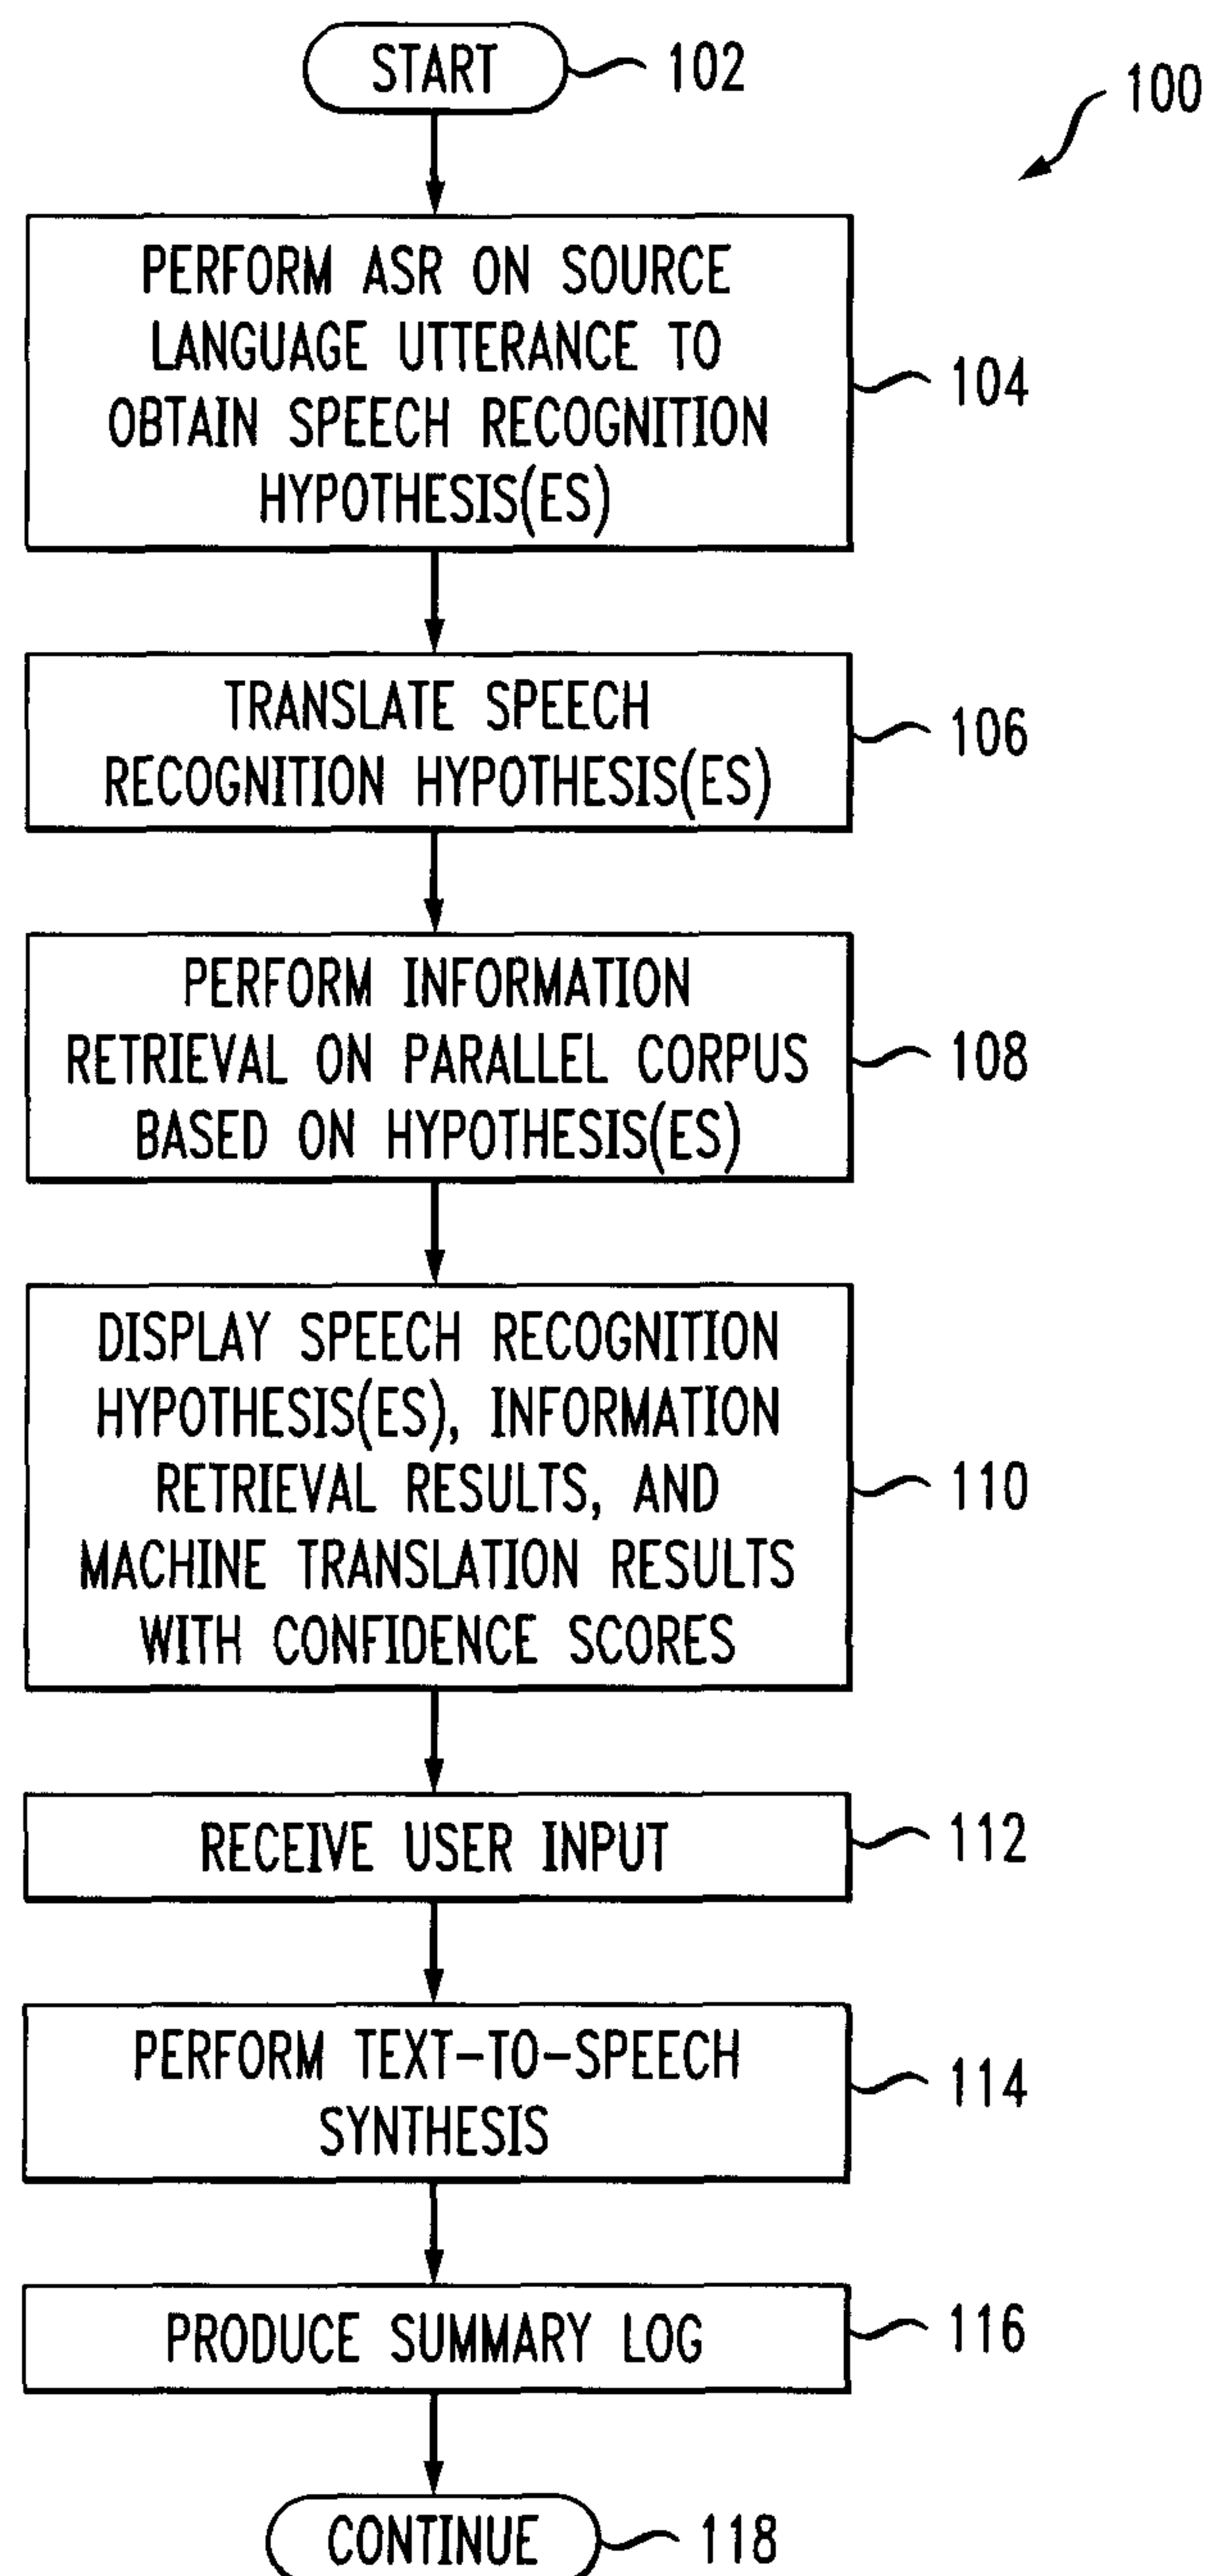 START
102
100
PERFORM ASR ON SOURCE
LANGUAGE UTTERANCE TO
OBTAIN SPEECH RECOGNITION
HYPOTHESIS(ES)
104
TRANSLATE SPEECH
RECOGNITION HYPOTHESIS(ES)
106
PERFORM INFORMATION
RETRIEVAL ON PARALLEL CORPUS
BASED ON HYPOTHESIS(ES)
108
DISPLAY SPEECH RECOGNITION
HYPOTHESIS(ES), INFORMATION
RETRIEVAL RESULTS, AND
MACHINE TRANSLATION RESULTS
WITH CONFIDENCE SCORES
110
RECEIVE USER INPUT
112
PERFORM TEXT-TO-SPEECH
SYNTHESIS
114
PRODUCE SUMMARY LOG
116
CONTINUE
118